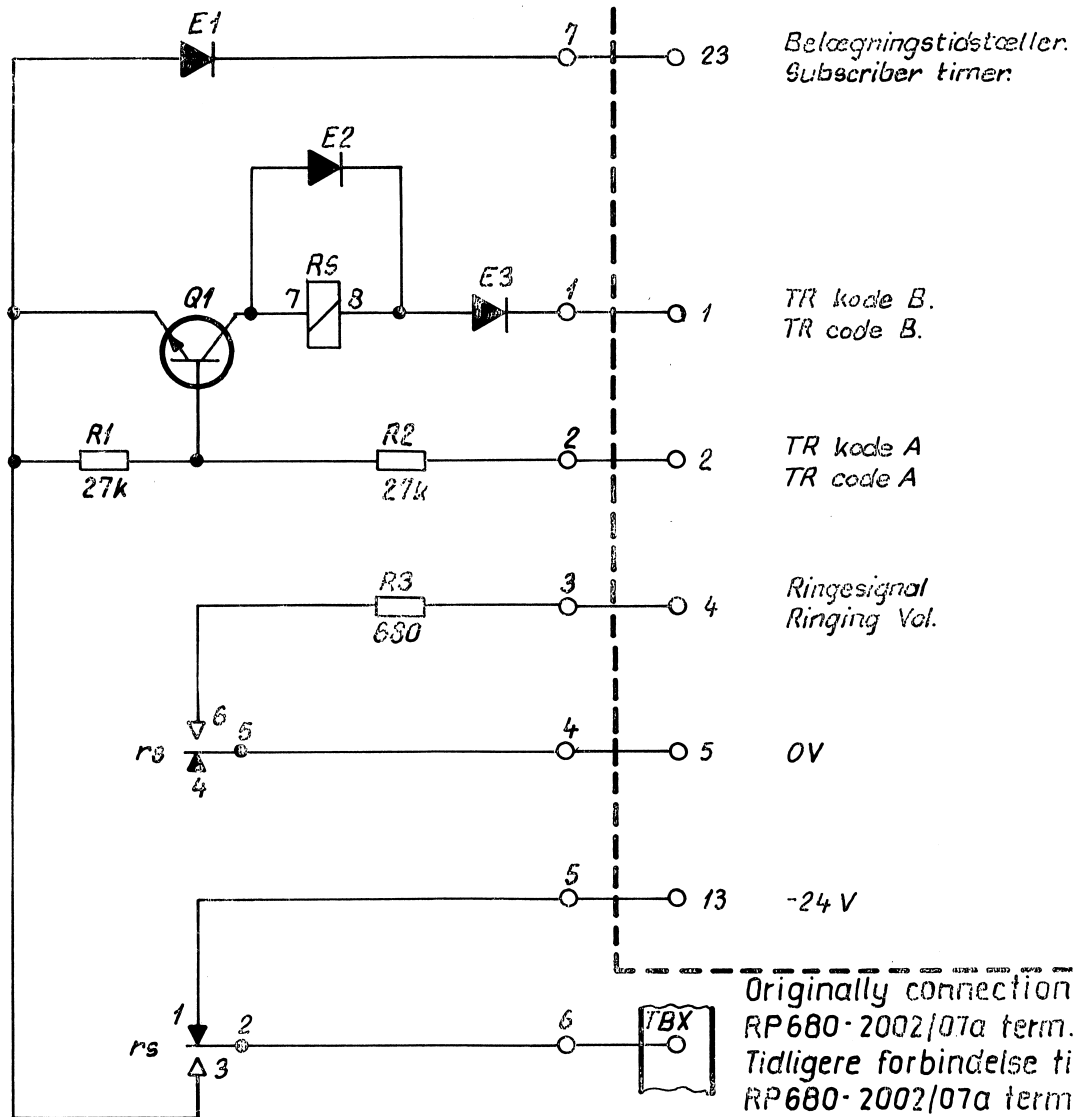 E1
7
23
Belægningstidstæller.
Subscriber timer.
E2
RS
7
8
E3
1
1
TR kode B.
TR code B.
Q1
R1
27k
R2
27k
2
2
TR kode A
TR code A
R3
680
3
4
Ringesignal
Ringing Vol.
6
5
rs
4
4
5
0V
5
13
-24 V
1
2
rs
3
6
TBX
Originally connection
RP680-2002/07a term.
Tidligere forbindelse ti
RP680-2002/07a term